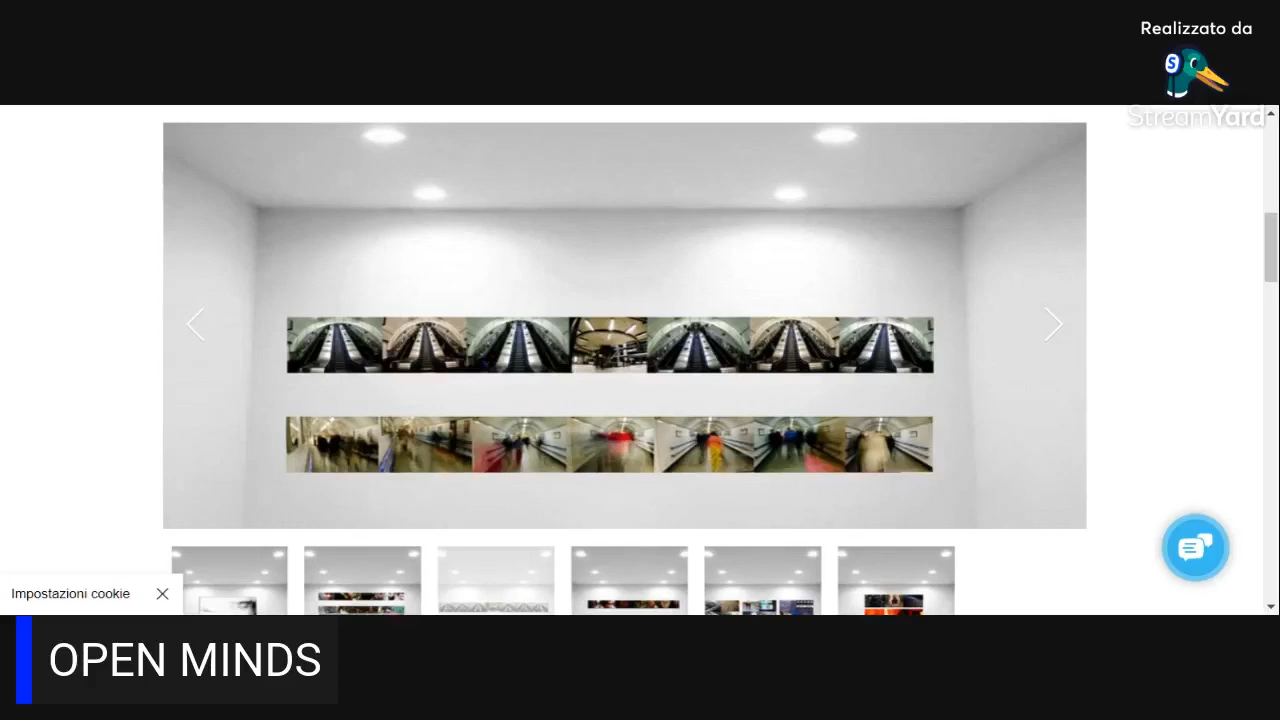 Realizzato da
S
StreamYard
Impostazioni cookie
OPEN MINDS